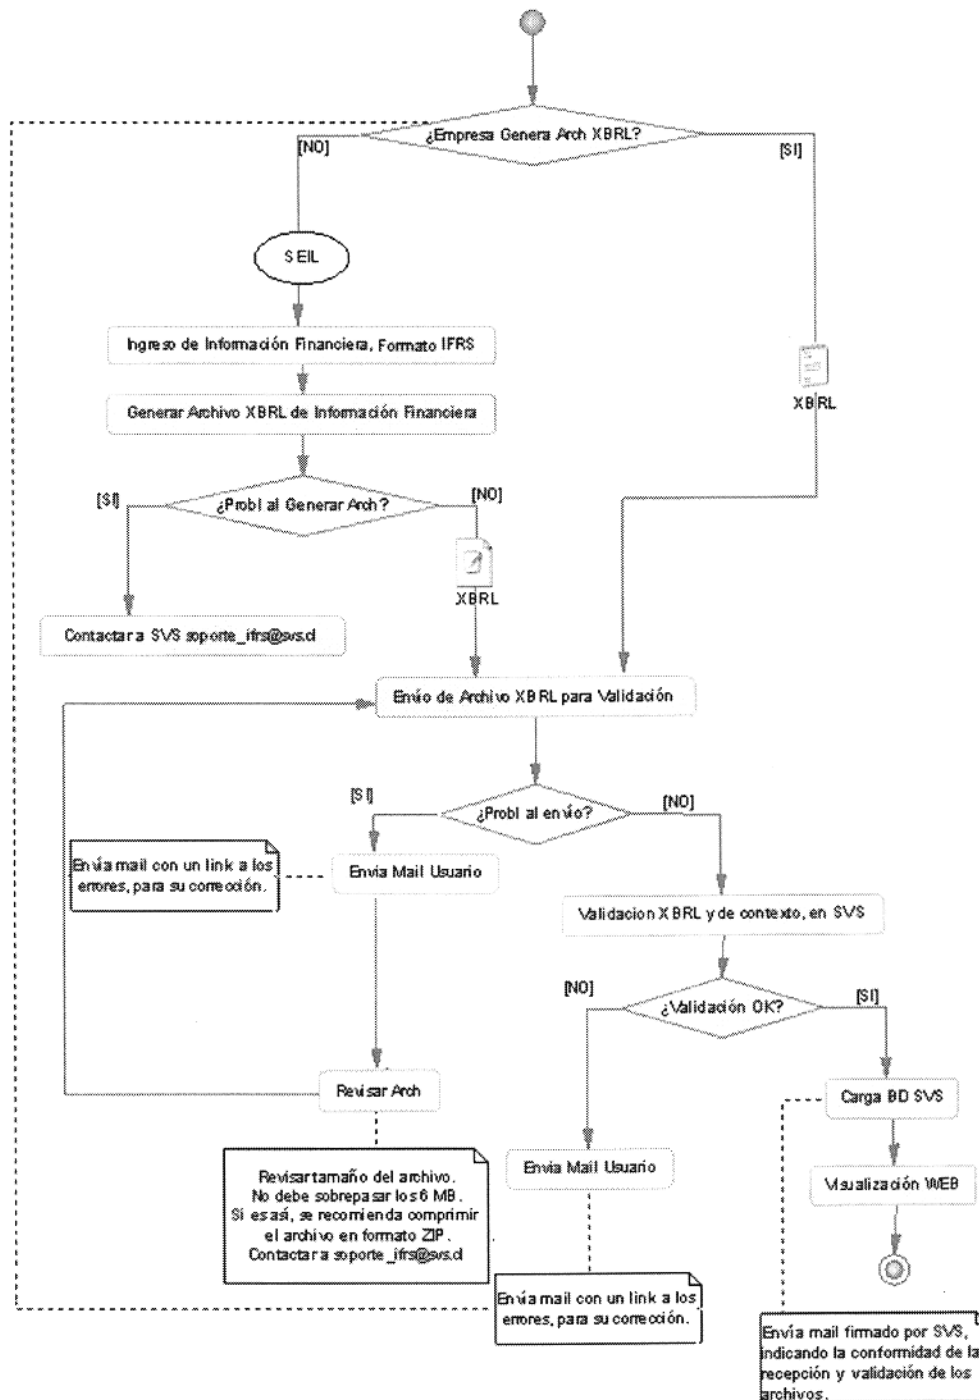 ¿Empresa Genera Arch XBRL?
[NO]
[SI]
SEIL
Ingreso de Información Financiera, Formato IFRS
XBRL
Generar Archivo XBRL de Información Financiera
[SI]
¿Probl al Generar Arch?
[NO]
XBRL
Contactar a SVS soporte_ifrs@svs.cl
Envío de Archivo XBRL para Validación
[SI]
¿Probl al envío?
[NO]
Envía mail con un link a los
errores, para su corrección.
Envia Mail Usuario
Validacion XBRL y de contexto, en SVS
[NO]
¿Validación OK?
[SI]
Revisar Arch
Carga BD SVS
Revisar tamaño del archivo.
No debe sobrepasar los 6 MB.
Si es así, se recomienda comprimir
el archivo en formato ZIP.
Contactar a soporte_ifrs@svs.cl
Envia Mail Usuario
Visualización WEB
Envía mail con un link a los
errores, para su corrección.
Envía mail firmado por SVS,
indicando la conformidad de la
recepción y validación de los
archivos.